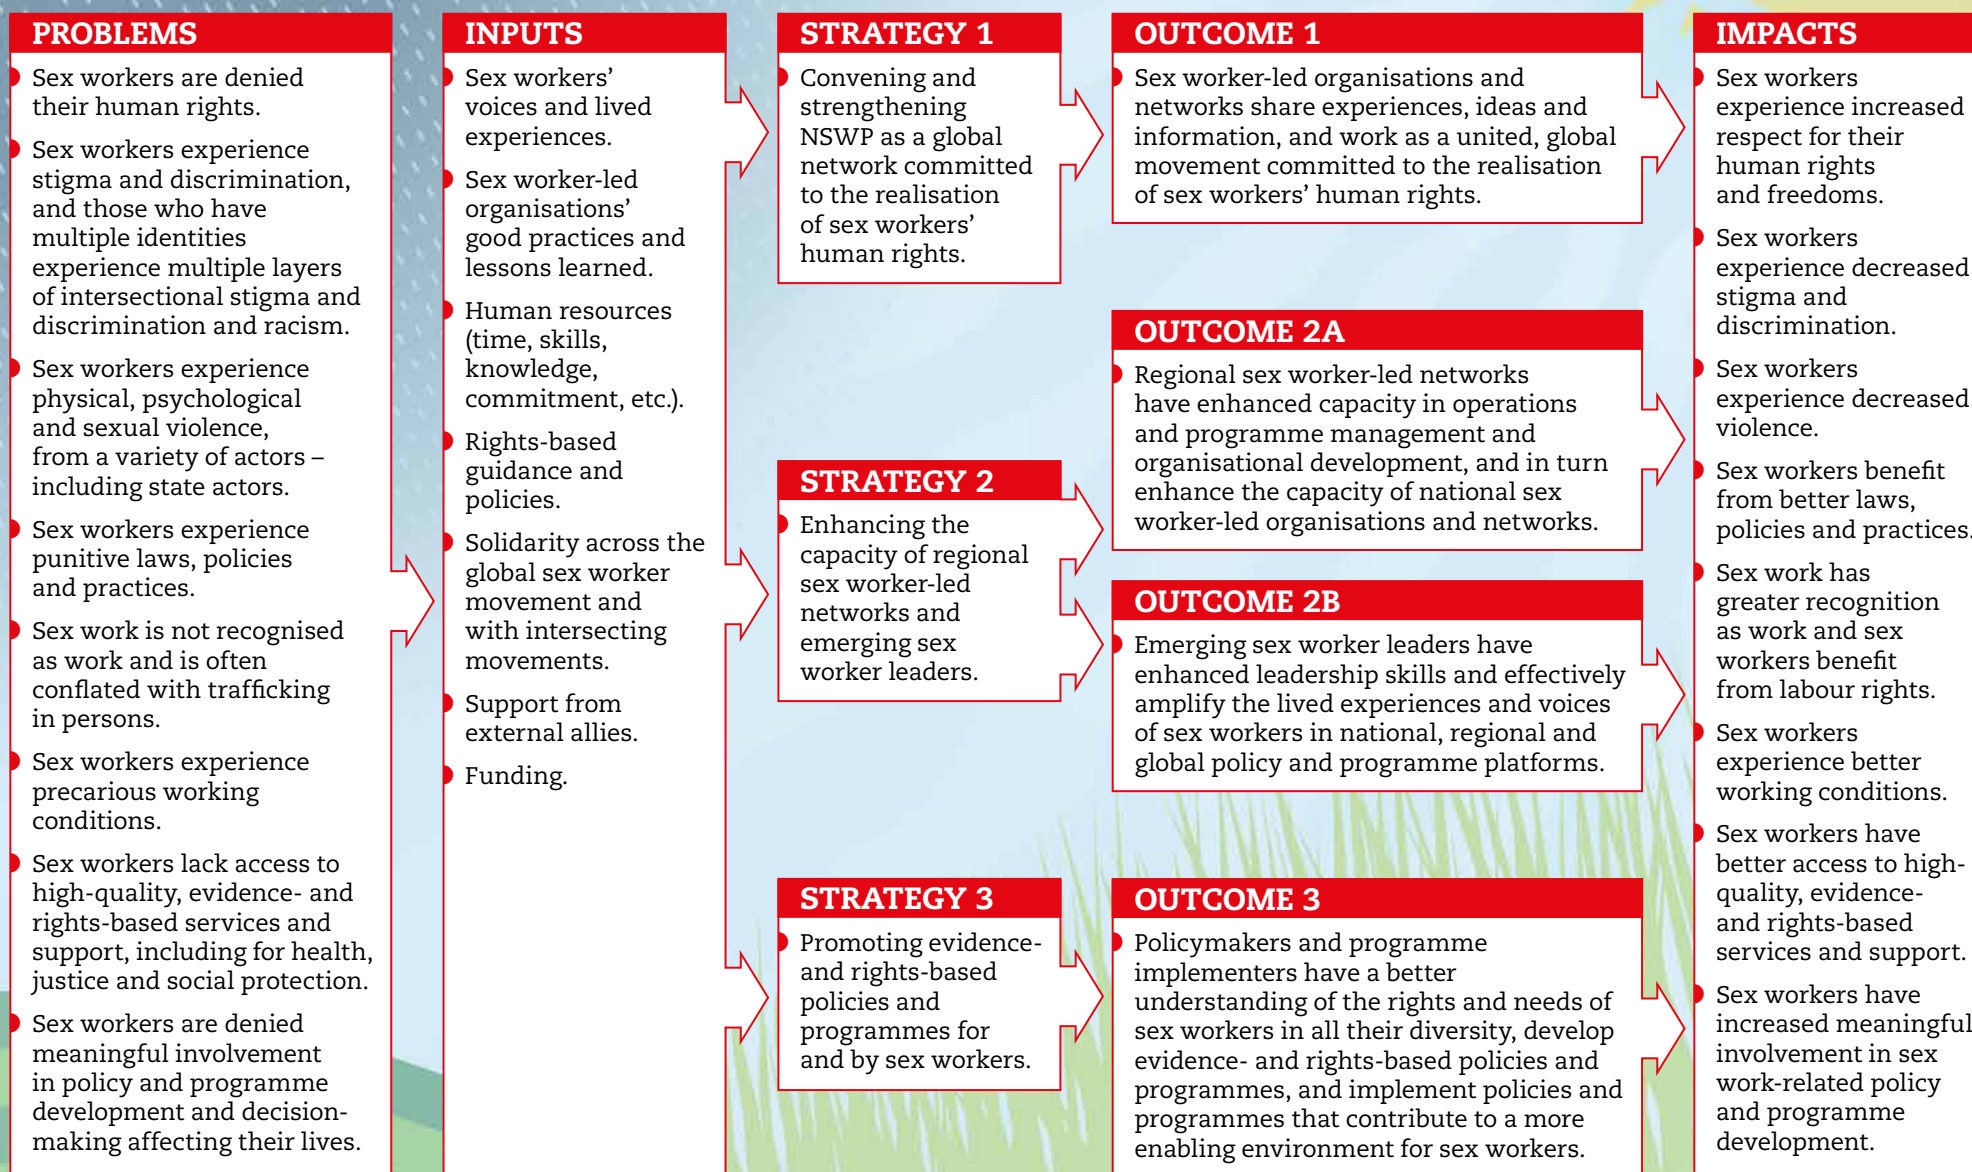 PROBLEMS
Sex workers are denied
their human rights.
Sex workers experience
stigma and discrimination,
and those who have
multiple identities
experience multiple layers
of intersectional stigma and
discrimination and racism.
Sex workers experience
physical, psychological
and sexual violence,
from a variety of actors –
including state actors.
Sex workers experience
punitive laws, policies
and practices.
Sex work is not recognised
as work and is often
conflated with trafficking
in persons.
Sex workers experience
precarious working
conditions.
Sex workers lack access to
high-quality, evidence- and
rights-based services and
support, including for health,
justice and social protection.
Sex workers are denied
meaningful involvement
in policy and programme
development and decision-
making affecting their lives.
INPUTS
Sex workers’
voices and lived
experiences.
Sex worker-led
organisations’
good practices and
lessons learned.
Human resources
(time, skills,
knowledge,
commitment, etc.).
Rights-based
guidance and
policies.
Solidarity across the
global sex worker
movement and
with intersecting
movements.
Support from
external allies.
Funding.
STRATEGY 1
Convening and
strengthening
NSWP as a global
network committed
to the realisation
of sex workers’
human rights.
STRATEGY 2
Enhancing the
capacity of regional
sex worker-led
networks and
emerging sex
worker leaders.
STRATEGY 3
Promoting evidence-
and rights-based
policies and
programmes for
and by sex workers.
OUTCOME 1
Sex worker-led organisations and
networks share experiences, ideas and
information, and work as a united, global
movement committed to the realisation
of sex workers’ human rights.
OUTCOME 2A
Regional sex worker-led networks
have enhanced capacity in operations
and programme management and
organisational development, and in turn
enhance the capacity of national sex
worker-led organisations and networks.
OUTCOME 2B
Emerging sex worker leaders have
enhanced leadership skills and effectively
amplify the lived experiences and voices
of sex workers in national, regional and
global policy and programme platforms.
OUTCOME 3
Policymakers and programme
implementers have a better
understanding of the rights and needs of
sex workers in all their diversity, develop
evidence- and rights-based policies and
programmes, and implement policies and
programmes that contribute to a more
enabling environment for sex workers.
IMPACTS
Sex workers
experience increased
respect for their
human rights
and freedoms.
Sex workers
experience decreased
stigma and
discrimination.
Sex workers
experience decreased
violence.
Sex workers benefit
from better laws,
policies and practices.
Sex work has
greater recognition
as work and sex
workers benefit
from labour rights.
Sex workers
experience better
working conditions.
Sex workers have
better access to high-
quality, evidence-
and rights-based
services and support.
Sex workers have
increased meaningful
involvement in sex
work-related policy
and programme
development.